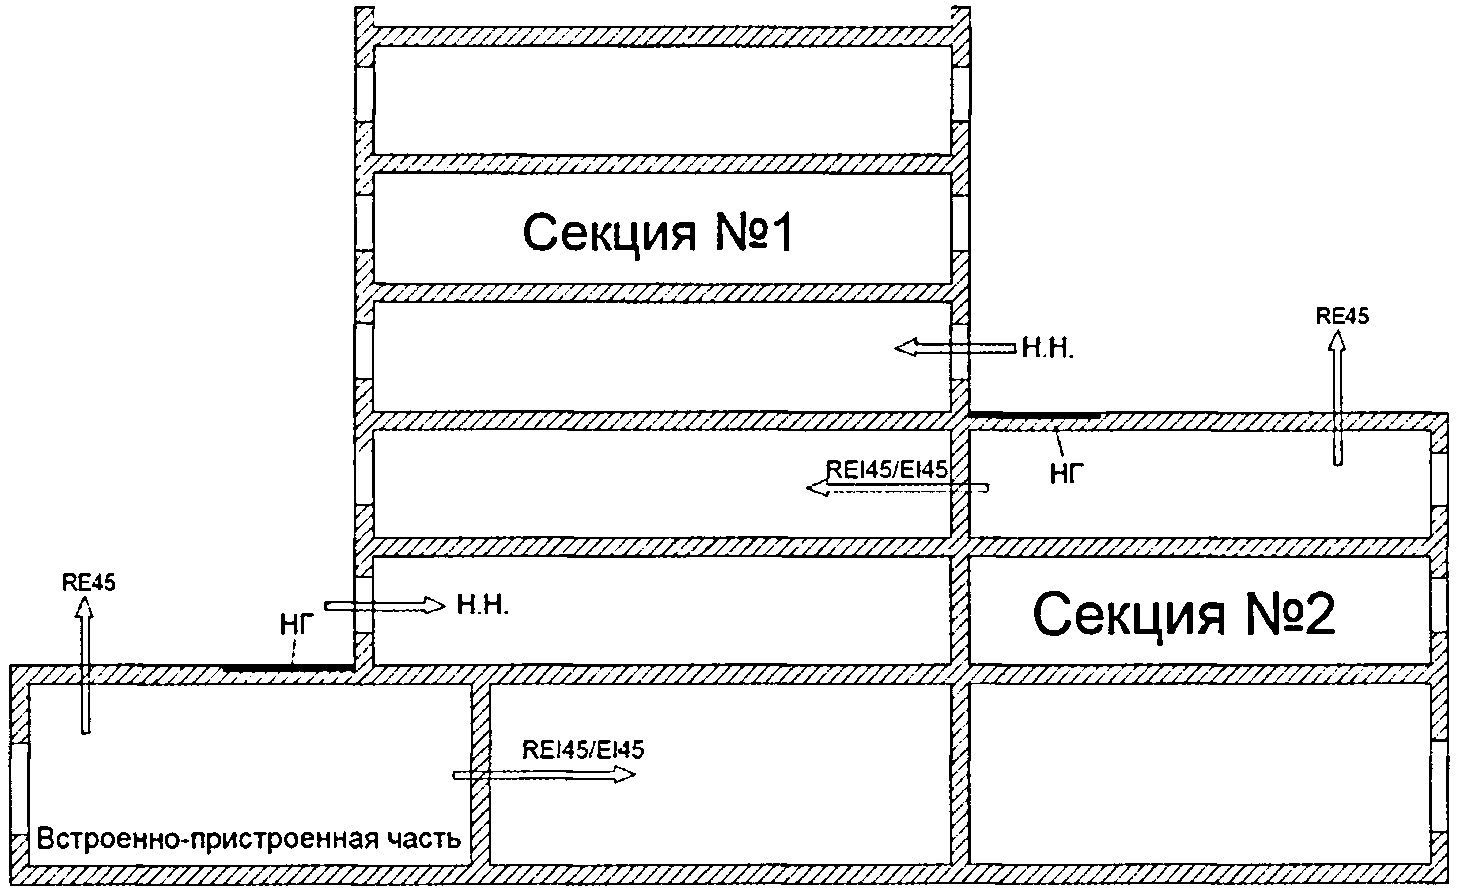 Секция №1
RE45
Н.Н.
REI45/EI45
НГ
RE45
НГ
Н.Н.
Секция №2
REI45/EI45
Встроенно-пристроенная часть